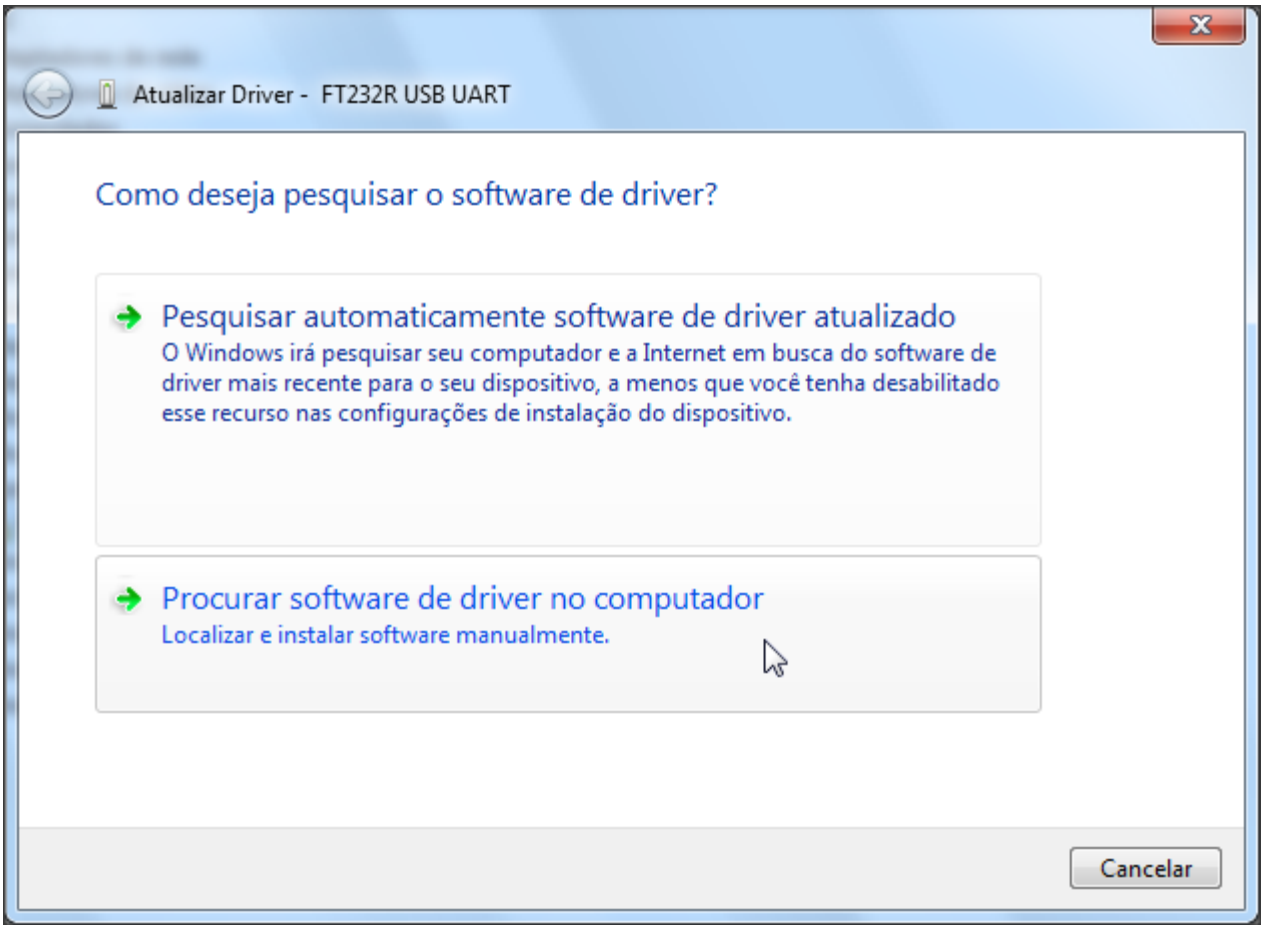 Atualizar Driver - FT232R USB UART
Como deseja pesquisar o software de driver?
Pesquisar automaticamente software de driver atualizado
O Windows irá pesquisar seu computador e a Internet em busca do software de
driver mais recente para o seu dispositivo, a menos que você tenha desabilitado
esse recurso nas configurações de instalação do dispositivo.
Procurar software de driver no computador
Localizar e instalar software manualmente.
Cancelar